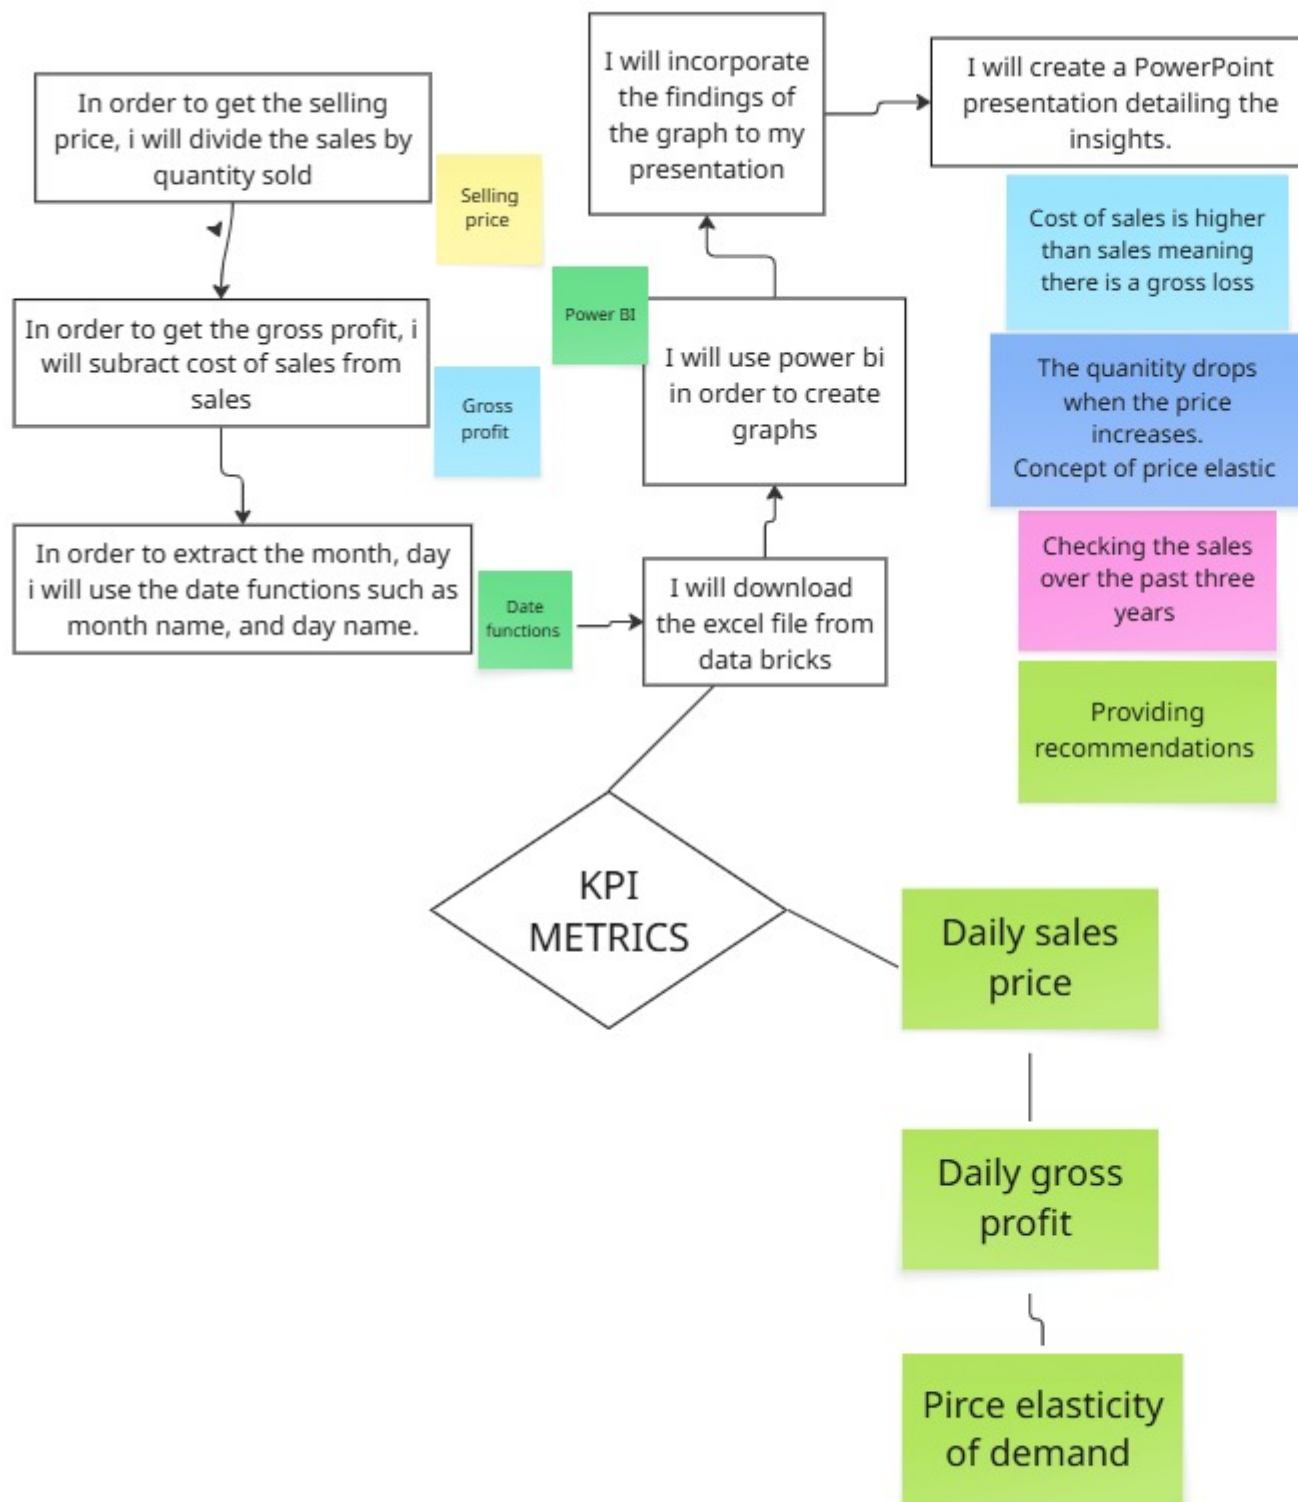 In order to get the selling
price, i will divide the sales by
quantity sold
Selling
price
In order to get the gross profit, i
will subract cost of sales from
sales
Gross
profit
In order to extract the month, day
i will use the date functions such as
month name, and day name.
Date
functions
I will download
the excel file from
data bricks
Power BI
I will use power bi
in order to create
graphs
I will incorporate
the findings of
the graph to my
presentation
I will create a PowerPoint
presentation detailing the
insights.
Cost of sales is higher
than sales meaning
there is a gross loss
The quanitity drops
when the price
increases.
Concept of price elastic
Checking the sales
over the past three
years
Providing
recommendations
KPI
METRICS
Daily sales
price
Daily gross
profit
Pirce elasticity
of demand